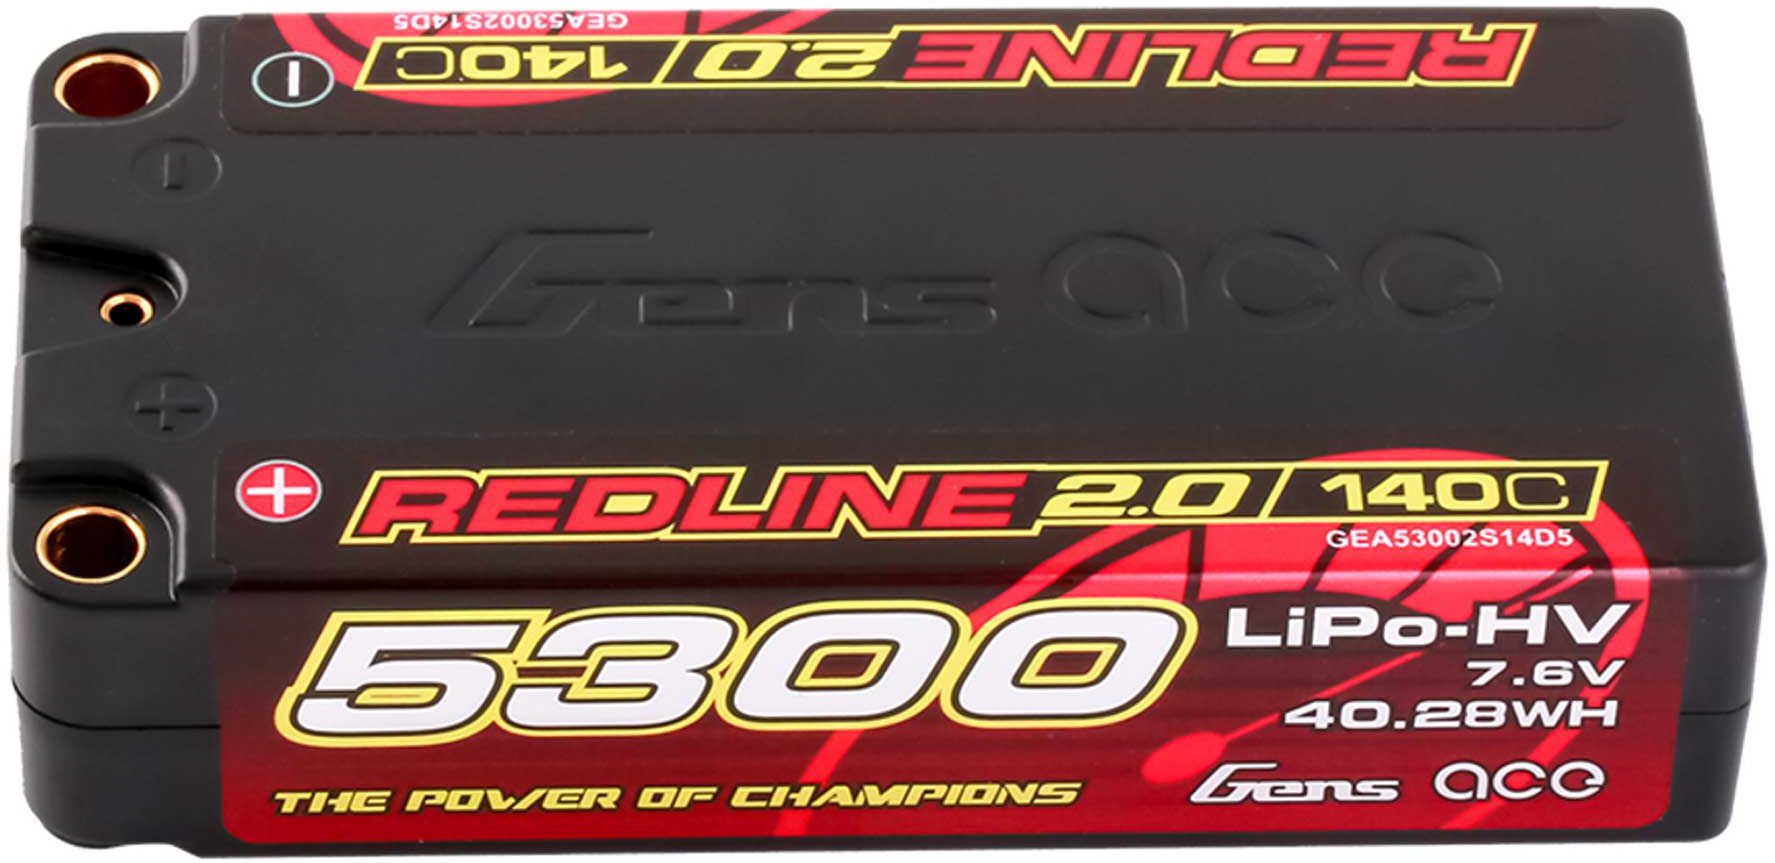 GEA53002S14D5
REDLINE 2.0 / 140C
−
−
Gens ace
+
+ REDLINE 2.0 / 140C
GEA53002S14D5
5300 LiPo-HV
7.6V
40.28WH
THE POWER OF CHAMPIONS
Gens ace